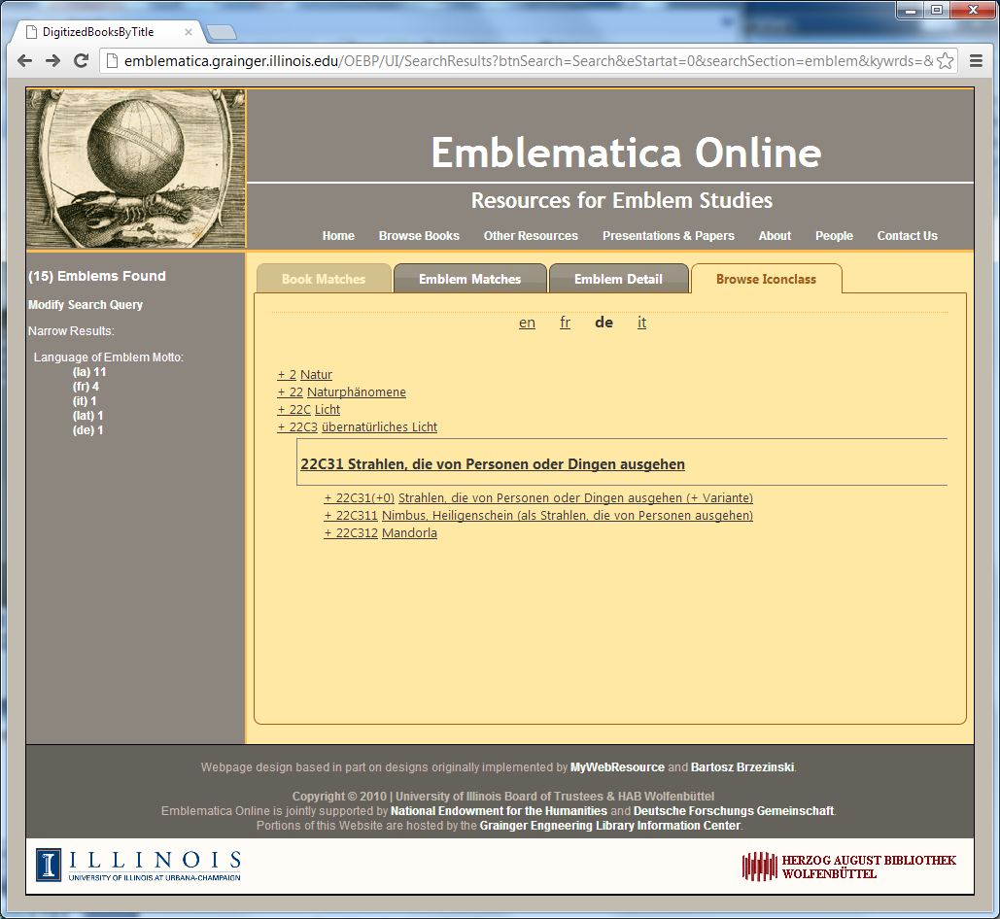 DigitizedBooksByTitle
emblematica.grainger.illinois.edu/OEBP/UI/SearchResults?btnSearch=Search&eStartat=0&searchSection=emblem&kywrds=&
Emblematica Online
Resources for Emblem Studies
Home Browse Books Other Resources Presentations & Papers About People Contact Us
(15) Emblems Found
Modify Search Query
Narrow Results:
Language of Emblem Motto:
(la) 11
(fr) 4
(it) 1
(lat) 1
(de) 1
Book Matches Emblem Matches Emblem Detail Browse Iconclass
en fr de it
+ 2 Natur
+ 22 Naturphänomene
+ 22C Licht
+ 22C3 übernatürliches Licht
22C31 Strahlen, die von Personen oder Dingen ausgehen
+ 22C31(+0) Strahlen, die von Personen oder Dingen ausgehen (+ Variante)
+ 22C311 Nimbus, Heiligenschein (als Strahlen, die von Personen ausgehen)
+ 22C312 Mandorla
Webpage design based in part on designs originally implemented by MyWebResource and Bartosz Brzezinski.
Copyright © 2010 | University of Illinois Board of Trustees & HAB Wolfenbüttel
Emblematica Online is jointly supported by National Endowment for the Humanities and Deutsche Forschungs Gemeinschaft.
Portions of this Website are hosted by the Grainger Engneering Library Information Center.
I ILLINOIS
UNIVERSITY OF ILLINOIS AT URBANA-CHAMPAIGN
HERZOG AUGUST BIBLIOTHEK
WOLFENBÜTTEL